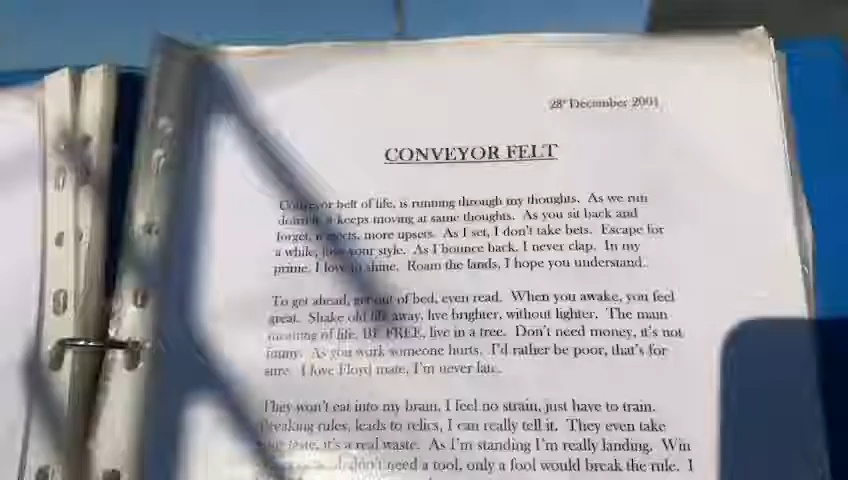 28th December 2001
CONVEYOR FELT
Conveyor belt of life, is running through my thoughts. As we run
down it, it keeps moving at same thoughts. As you sit back and
forget, it upsets, more upsets. As I set, I don't take bets. Escape for
a while, your style. As I bounce back, I never clap. In my
prime, I love to shine. Roam the lands, I hope you understand.
To get ahead, get out of bed, even read. When you awake, you feel
great. Shake old life away, live brighter, without lighter. The main
meaning of life, BE FREE, live in a tree. Don't need money, it's not
funny. As you work someone hurts. I'd rather be poor, that's for
sure. I love Floyd mate, I'm never late.
They won't eat into my brain, I feel no strain, just have to train.
Breaking rules, leads to relics, I can really tell it. They even take
taste, it's a real waste. As I'm standing I'm really landing. Win
don't need a tool, only a fool would break the rule. I